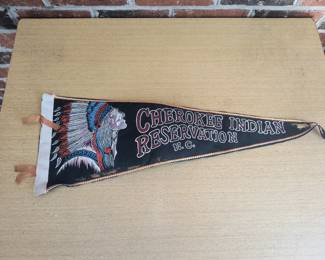 CHEROKEE INDIAN
RESERVATION
N.C.